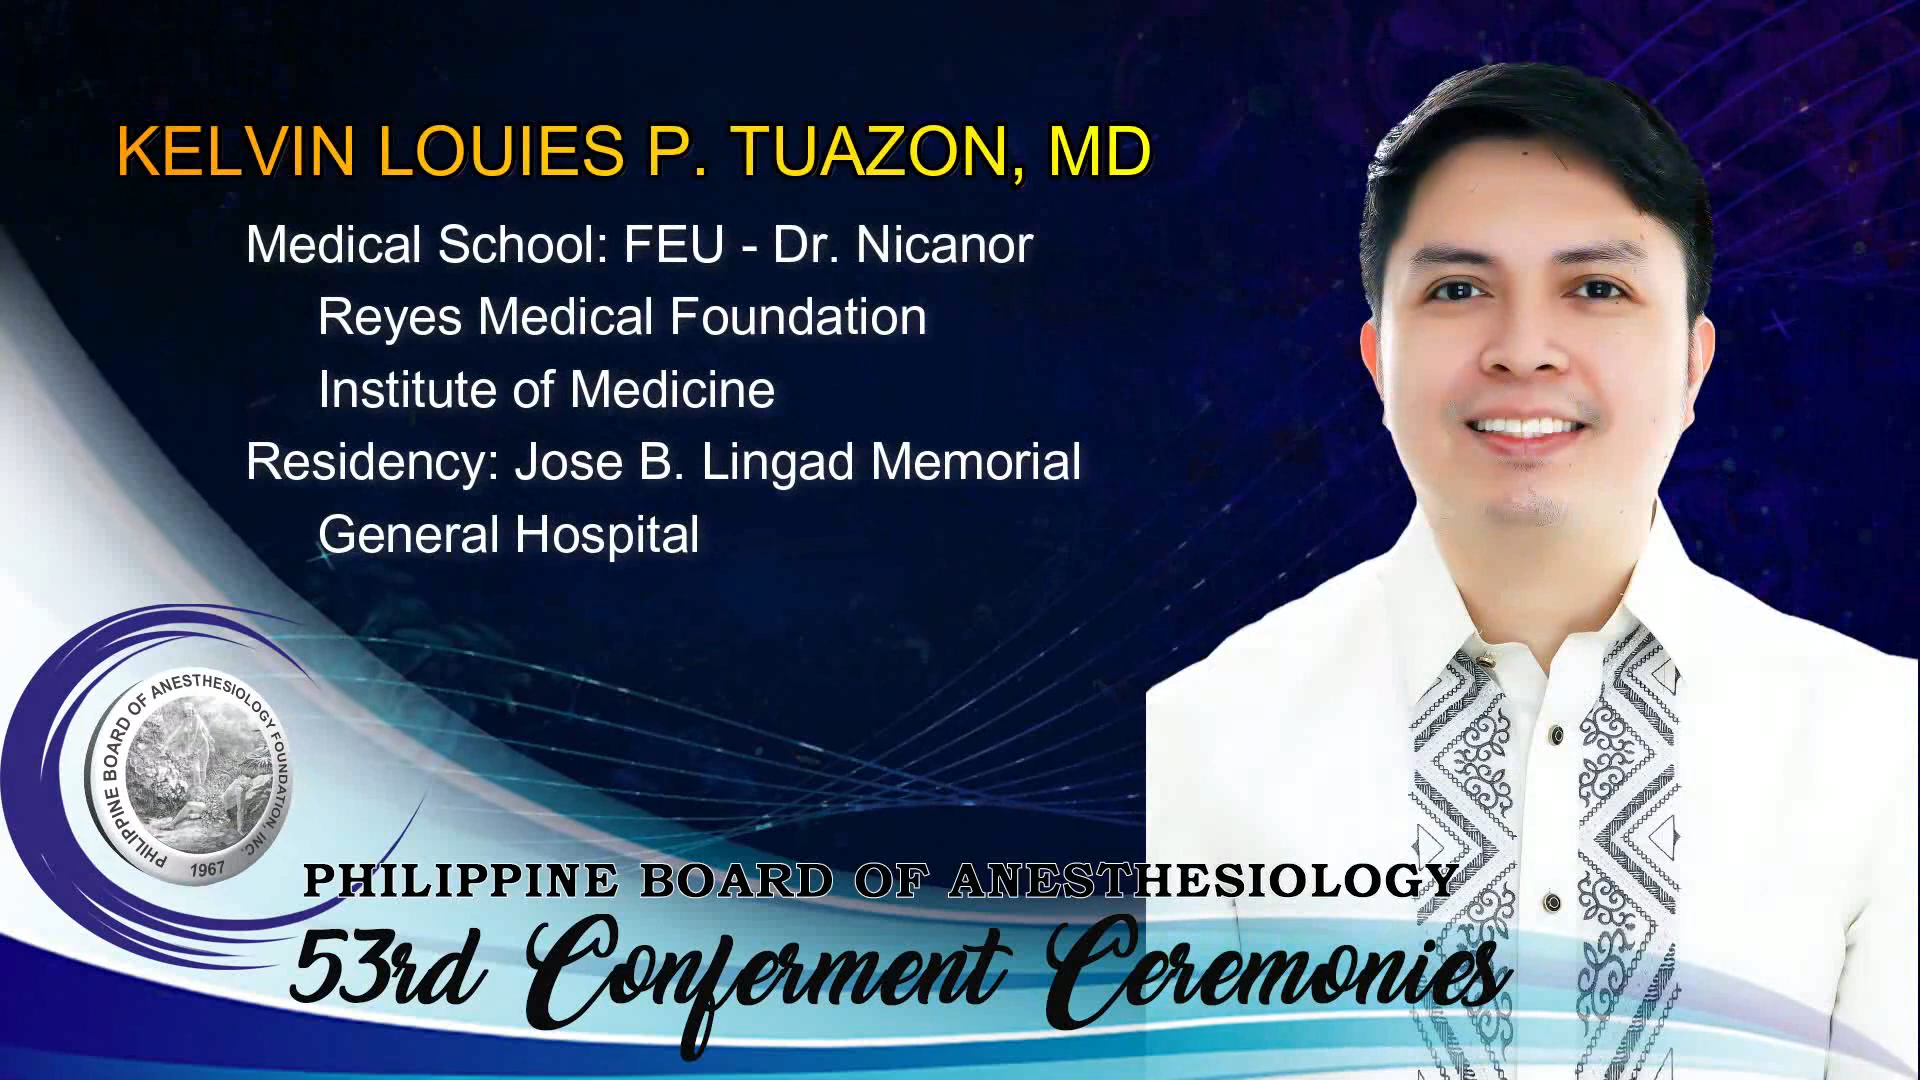 KELVIN LOUIES P. TUAZON, MD
Medical School: FEU - Dr. Nicanor
Reyes Medical Foundation
Institute of Medicine
Residency: Jose B. Lingad Memorial
General Hospital
PHILIPPINE BOARD OF ANESTHESIOLOGY FOUNDATION, INC.
1967
PHILIPPINE BOARD OF ANESTHESIOLOGY
53rd Conferment Ceremonies